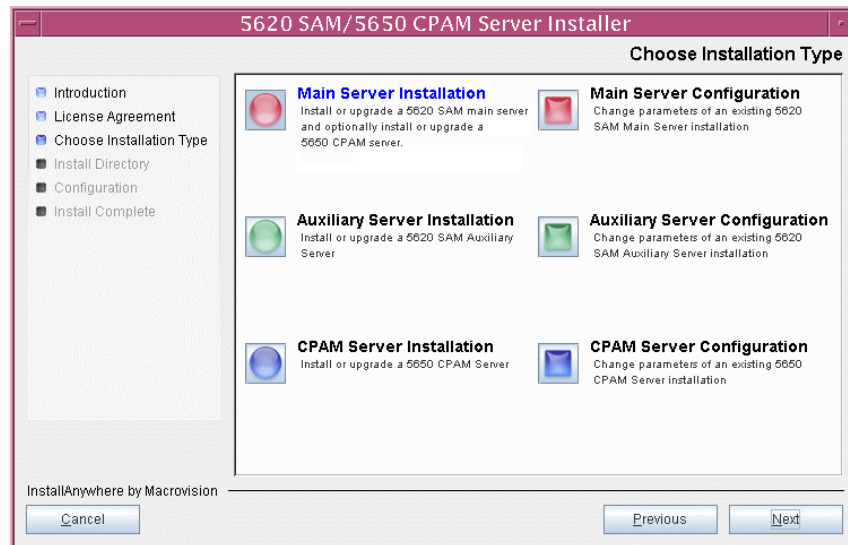 5620 SAM/5650 CPAM Server Installer
Choose Installation Type
Introduction
License Agreement
Choose Installation Type
Install Directory
Configuration
Install Complete
Main Server Installation
Install or upgrade a 5620 SAM main server
and optionally install or upgrade a
5650 CPAM server.
Main Server Configuration
Change parameters of an existing 5620
SAM Main Server installation
Auxiliary Server Installation
Install or upgrade a 5620 SAM Auxiliary
Server
Auxiliary Server Configuration
Change parameters of an existing 5620
SAM Auxiliary Server installation
CPAM Server Installation
Install or upgrade a 5650 CPAM Server
CPAM Server Configuration
Change parameters of an existing 5650
CPAM Server installation
InstallAnywhere by Macrovision
Cancel
Previous
Next